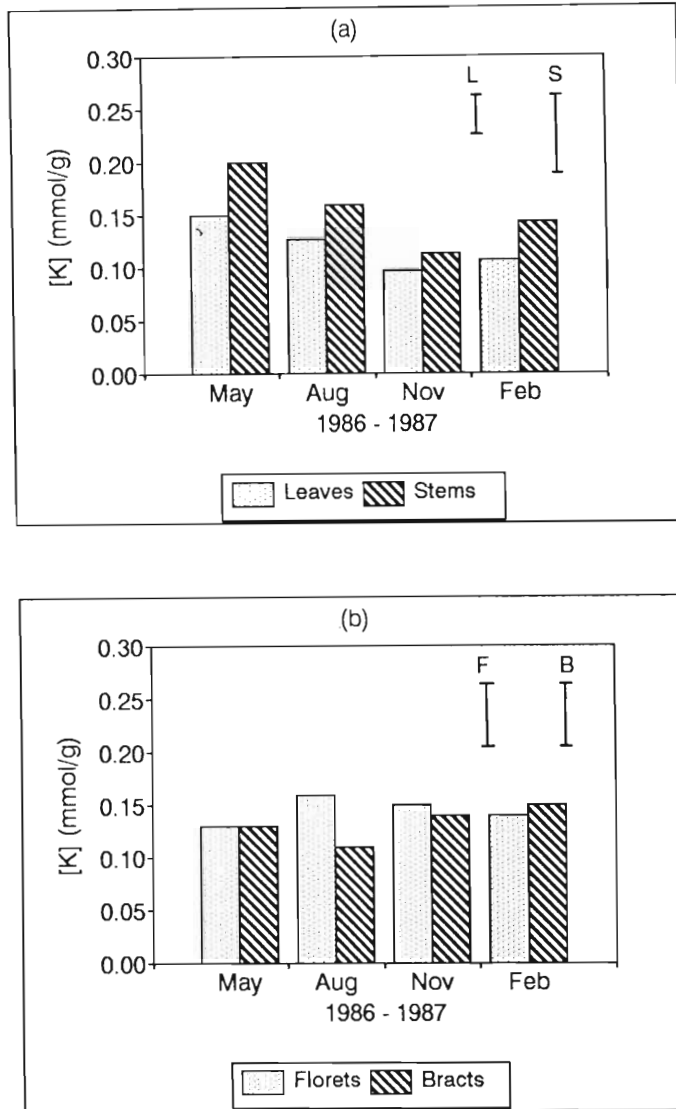 (a)
0.30
0.25
0.20
0.15
0.10
0.05
0.00
[K] (mmol/g)
L S
May Aug Nov Feb
1986 - 1987
Leaves Stems
(b)
0.30
0.25
0.20
0.15
0.10
0.05
0.00
[K] (mmol/g)
F B
May Aug Nov Feb
1986 - 1987
Florets Bracts